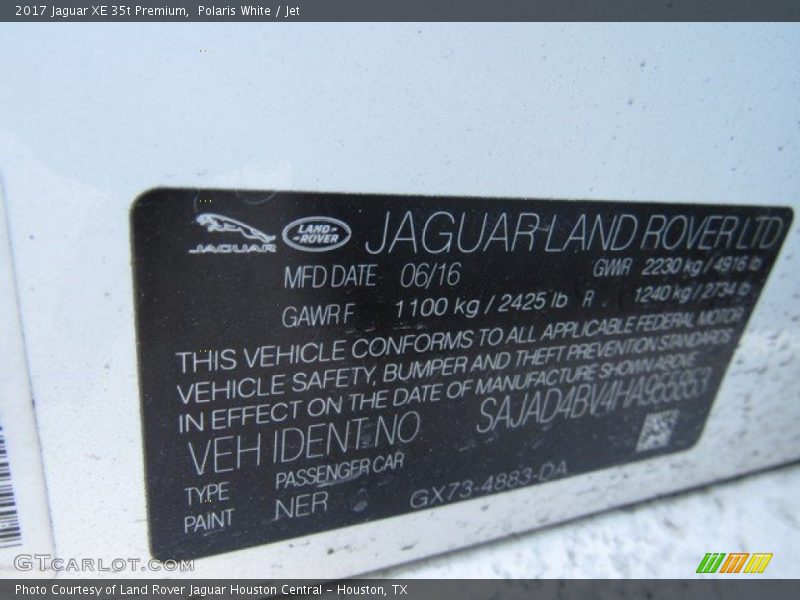 2017 Jaguar XE 35t Premium,  Polaris White / Jet
JAGUAR LAND-ROVER JAGUAR LAND ROVER LTD
MFD DATE 06/16 GWR 2230 kg / 4916 lb
GAWR F 1100 kg / 2425 lb R 1240 kg / 2734 lb
THIS VEHICLE CONFORMS TO ALL APPLICABLE FEDERAL MOTOR
VEHICLE SAFETY, BUMPER AND THEFT PREVENTION STANDARDS
IN EFFECT ON THE DATE OF MANUFACTURE SHOWN ABOVE
VEH IDENT NO SAJAD4BV4HA955853
TYPE PASSENGER CAR
PAINT NER GX73-4883-DA
GTCARLOT.COM
Photo Courtesy of Land Rover Jaguar Houston Central – Houston, TX